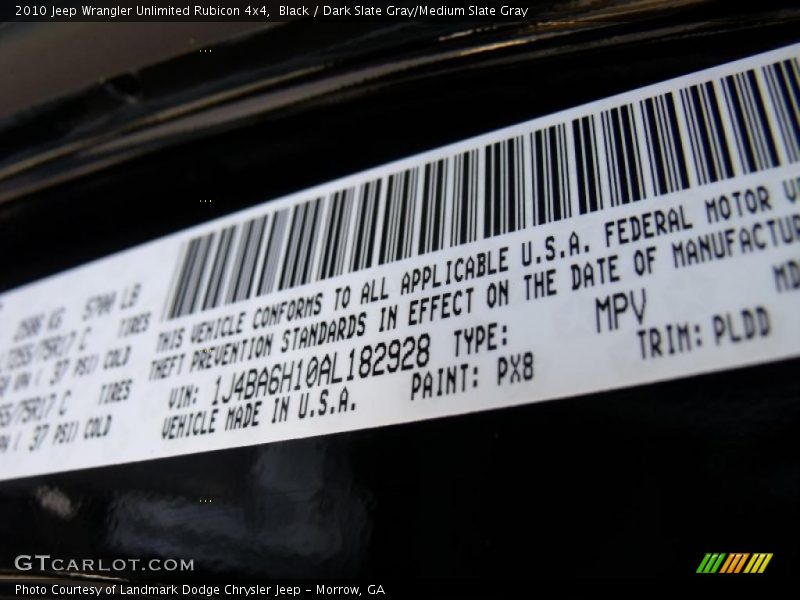 2010 Jeep Wrangler Unlimited Rubicon 4x4, Black / Dark Slate Gray/Medium Slate Gray
KG 5700 LB
TIRES
( 37 PSI) COLD
TIRES
( 37 PSI) COLD
THIS VEHICLE CONFORMS TO ALL APPLICABLE U.S.A. FEDERAL MOTOR
THEFT PREVENTION STANDARDS IN EFFECT ON THE DATE OF MANUFACTU
VIN: 1J4BA6H10AL182928 TYPE: MPV
VEHICLE MADE IN U.S.A. PAINT: PX8 TRIM: PLDD
GTCARLOT.COM
Photo Courtesy of Landmark Dodge Chrysler Jeep - Morrow, GA